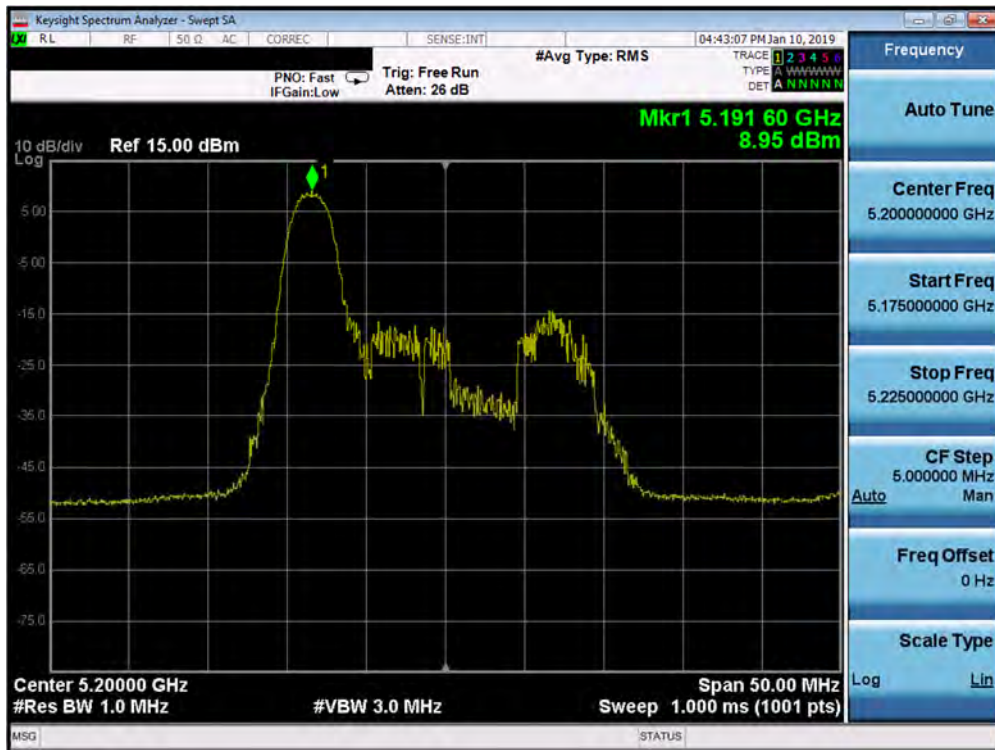 Keysight Spectrum Analyzer - Swept SA
LXI RL RF 50 Ω AC CORREC SENSE:INT 04:43:07 PM Jan 10, 2019
#Avg Type: RMS
TRACE 1 2 3 4 5 6
TYPE A WWWWW
DET A N N N N N
PNO: Fast Trig: Free Run
IFGain:Low Atten: 26 dB
Mkr1 5.191 60 GHz
8.95 dBm
10 dB/div Ref 15.00 dBm
Log
1
5.00
-5.00
-15.0
-25.0
-35.0
-45.0
-55.0
-65.0
-75.0
Center 5.20000 GHz Span 50.00 MHz
#Res BW 1.0 MHz #VBW 3.0 MHz Sweep 1.000 ms (1001 pts)
MSG STATUS
Frequency
Auto Tune
Center Freq
5.200000000 GHz
Start Freq
5.175000000 GHz
Stop Freq
5.225000000 GHz
CF Step
5.000000 MHz
Auto Man
Freq Offset
0 Hz
Scale Type
Log Lin